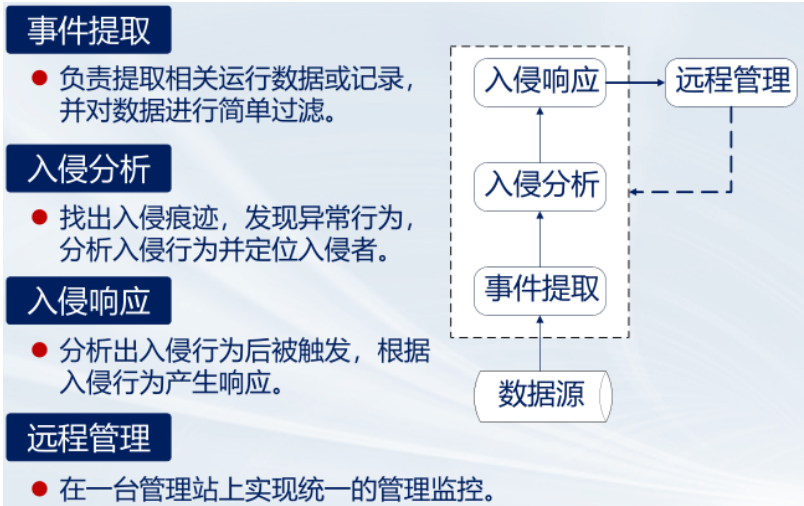 事件提取
负责提取相关运行数据或记录，
并对数据进行简单过滤。
入侵分析
找出入侵痕迹，发现异常行为，
分析入侵行为并定位入侵者。
入侵响应
分析出入侵行为后被触发，根据
入侵行为产生响应。
远程管理
在一台管理站上实现统一的管理监控。
入侵响应
远程管理
入侵分析
事件提取
数据源